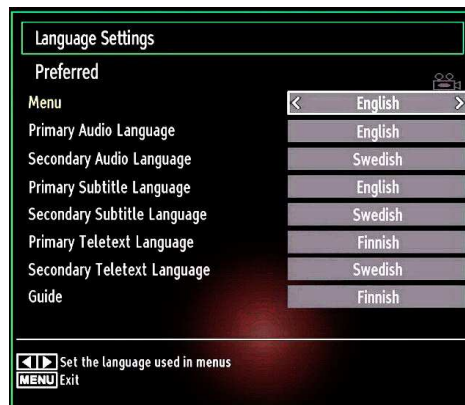 Language Settings
Preferred
Menu < English >
Primary Audio Language English
Secondary Audio Language Swedish
Primary Subtitle Language English
Secondary Subtitle Language Swedish
Primary Teletext Language Finnish
Secondary Teletext Language Swedish
Guide Finnish
Set the language used in menus
MENU Exit